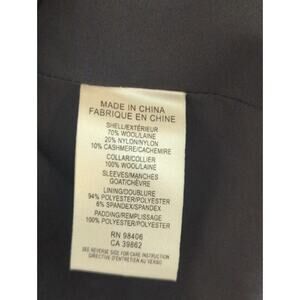 MADE IN CHINA
FABRIQUE EN CHINE
SHELL/EXTÉRIEUR
70% WOOL/LAINE
20% NYLON/NYLON
10% CASHMERE/CACHEMIRE
COLLAR/COLLIER
100% WOOL/LAINE
SLEEVES/MANCHES
GOAT/CHÈVRE
LINING/DOUBLURE
94% POLYESTER/POLYESTER
6% SPANDEX/SPANDEX
PADDING/REMPLISSAGE
100% POLYESTER/POLYESTER
RN 98406
CA 39862
SEE REVERSE SIDE FOR CARE INSTRUCTION
DIRECTIVE D'ENTRETIEN AU VERSO